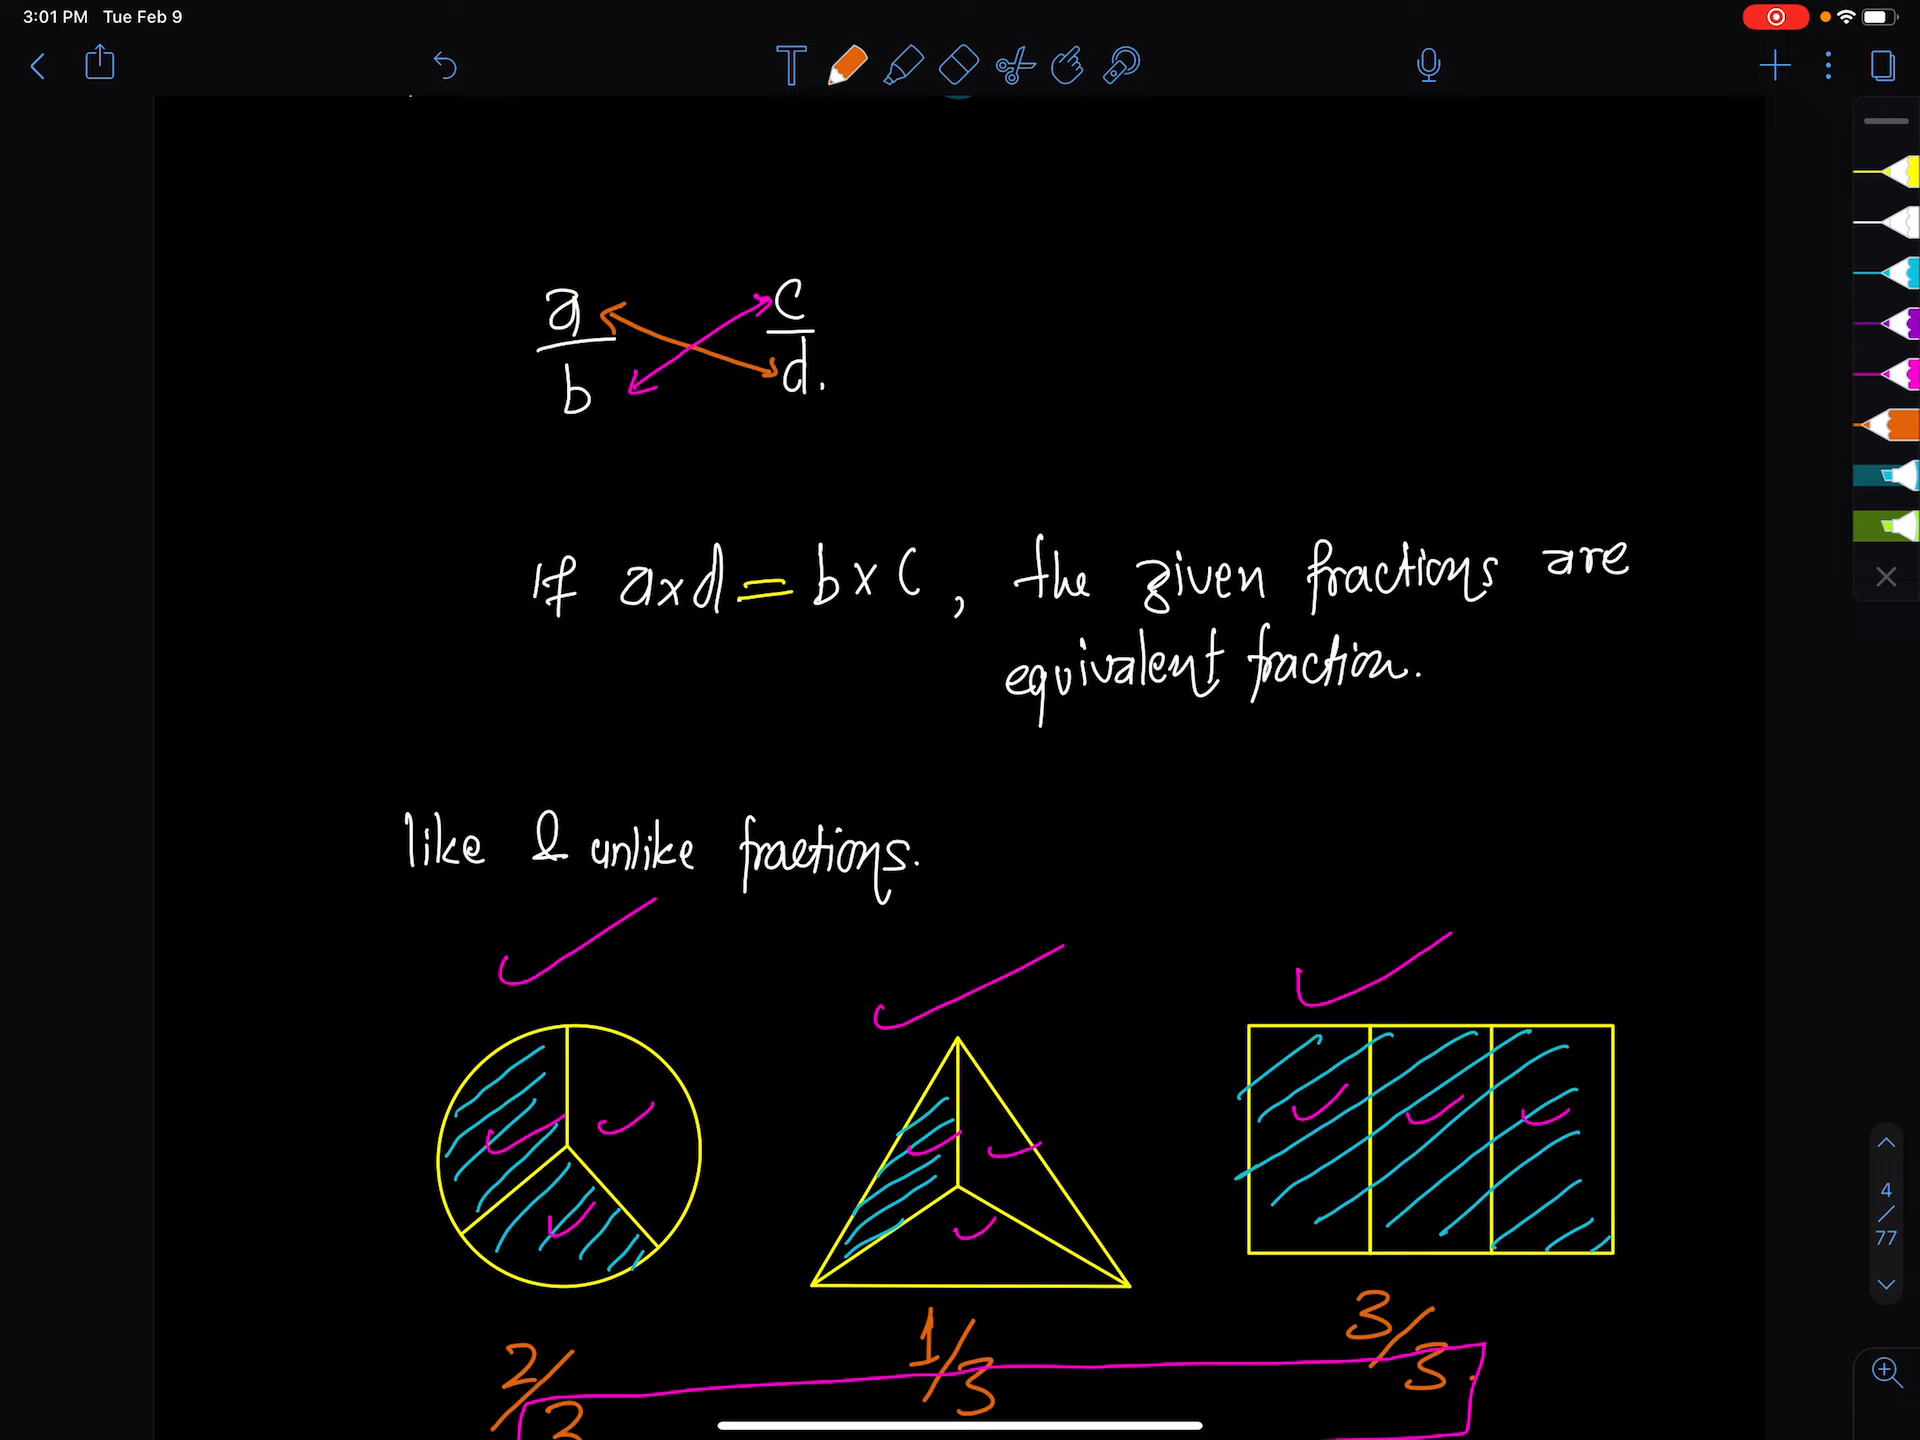 3:01 PM Tue Feb 9
a c
b d.
If a x d = b x c, the given fractions are
equivalent fraction.
like & unlike fractions.
2/3 1/3 3/3
4
/
77